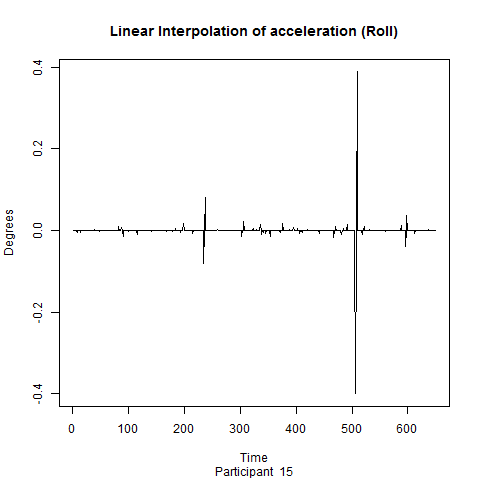 Linear Interpolation of acceleration (Roll)
0.4
0.2
0.0
-0.2
-0.4
Degrees
0 100 200 300 400 500 600
Time
Participant 15